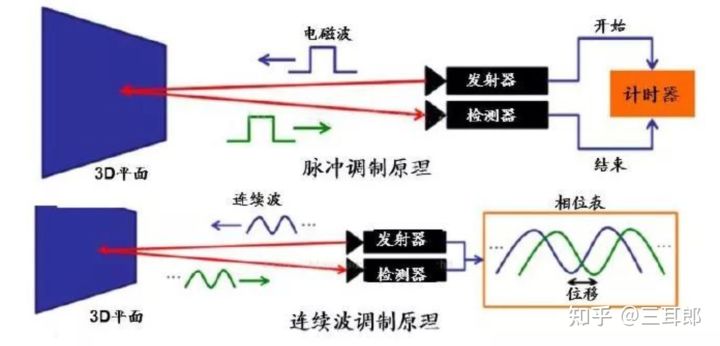 电磁波
开始
发射器
计时器
检测器
脉冲调制原理
结束
3D平面
连续波
相位表
发射器
检测器
位移
3D平面
连续波调制原理
知乎 @三耳郎